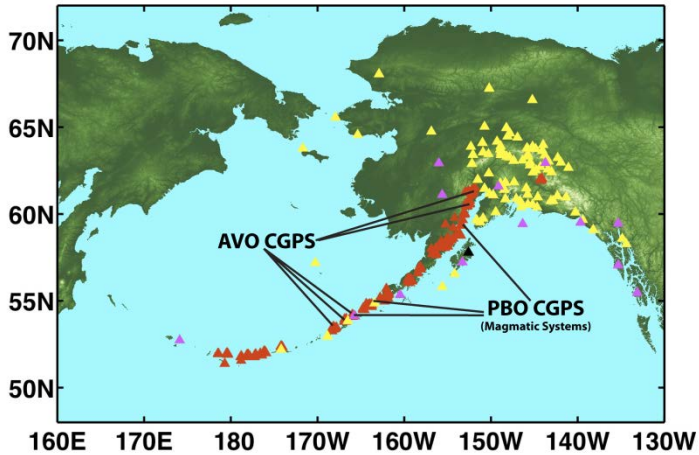 70N
65N
60N
55N
50N
AVO CGPS
PBO CGPS
(Magmatic Systems)
160E 170E 180 170W 160W 150W 140W 130W